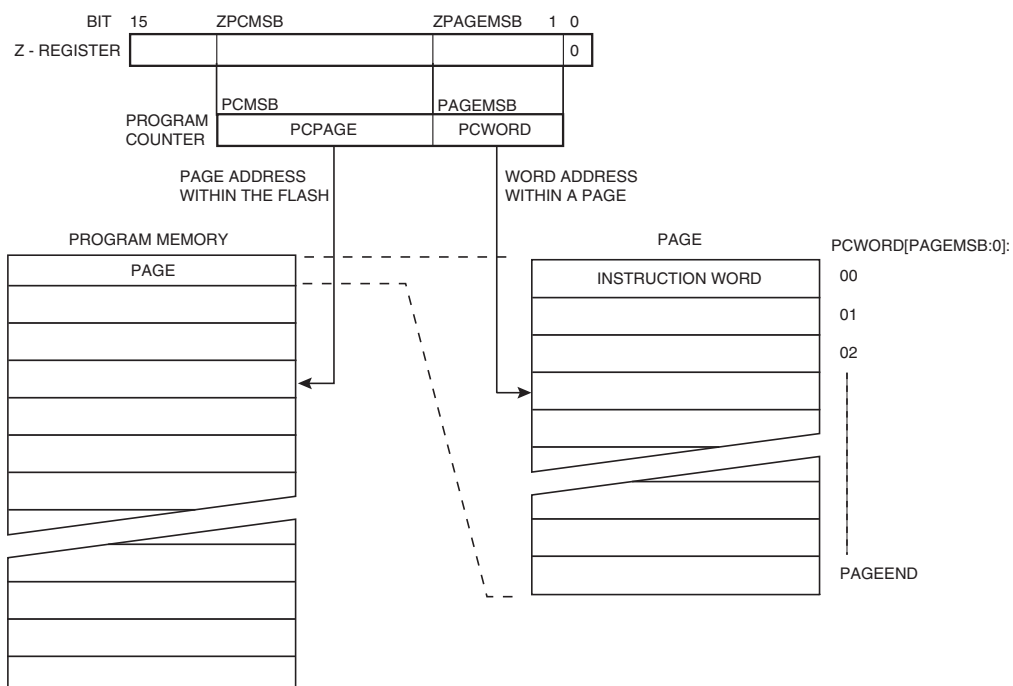 BIT 15 ZPCMSB ZPAGEMSB 1 0
Z - REGISTER 0
PCMSB PAGEMSB
PROGRAM
COUNTER
PCPAGE PCWORD
PAGE ADDRESS
WITHIN THE FLASH
WORD ADDRESS
WITHIN A PAGE
PROGRAM MEMORY
PAGE
PAGE
INSTRUCTION WORD
PCWORD[PAGEMSB:0]:
00
01
02
PAGEEND